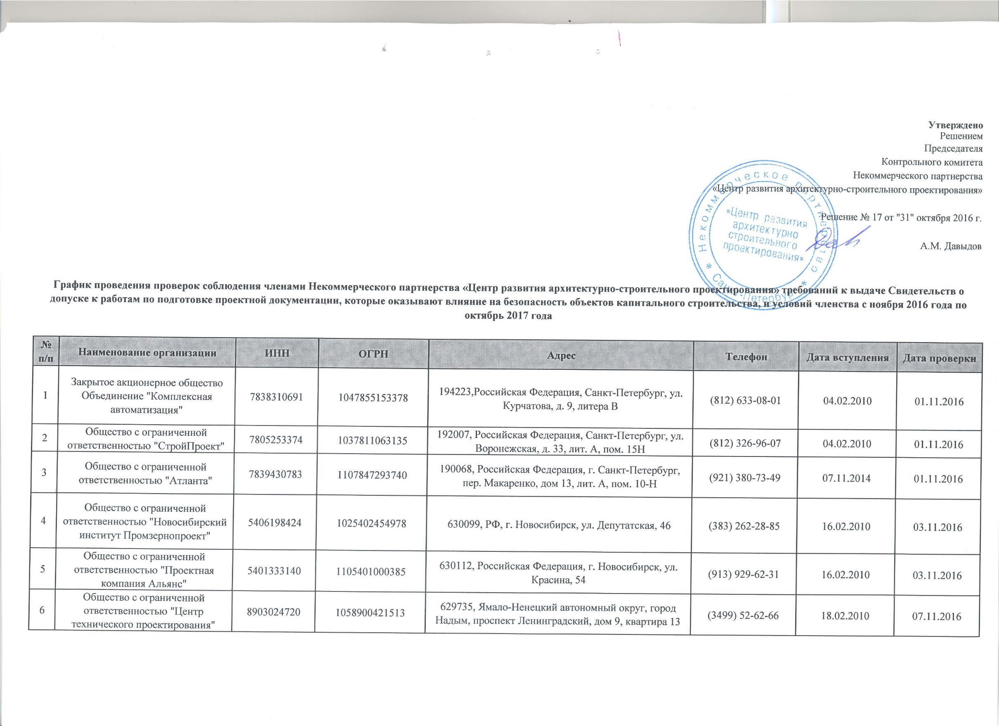 Утверждено
Решением
Председателя
Контрольного комитета
Некоммерческого партнерства
«Центр развития архитектурно-строительного проектирования»
Решение № 17 от "31" октября 2016 г.
А.М. Давыдов
Некоммерческое партнерство
* Санкт-Петербург *
«Центр развития
архитектурно
строительного
проектирования»
График проведения проверок соблюдения членами Некоммерческого партнерства «Центр развития архитектурно-строительного проектирования» требований к выдаче Свидетельств о
допуске к работам по подготовке проектной документации, которые оказывают влияние на безопасность объектов капитального строительства, и условий членства с ноября 2016 года по
октябрь 2017 года
№ п/п Наименование организации ИНН ОГРН Адрес Телефон Дата вступления Дата проверки
1 Закрытое акционерное общество
Объединение "Комплексная
автоматизация" 7838310691 1047855153378 194223,Российская Федерация, Санкт-Петербург, ул.
Курчатова, д. 9, литера В (812) 633-08-01 04.02.2010 01.11.2016
2 Общество с ограниченной
ответственностью "СтройПроект" 7805253374 1037811063135 192007, Российская Федерация, Санкт-Петербург, ул.
Воронежская, д. 33, лит. А, пом. 15Н (812) 326-96-07 04.02.2010 01.11.2016
3 Общество с ограниченной
ответственностью "Атланта" 7839430783 1107847293740 190068, Российская Федерация, г. Санкт-Петербург,
пер. Макаренко, дом 13, лит. А, пом. 10-Н (921) 380-73-49 07.11.2014 01.11.2016
4 Общество с ограниченной
ответственностью "Новосибирский
институт Промзернопроект" 5406198424 1025402454978 630099, РФ, г. Новосибирск, ул. Депутатская, 46 (383) 262-28-85 16.02.2010 03.11.2016
5 Общество с ограниченной
ответственностью "Проектная
компания Альянс" 5401333140 1105401000385 630112, Российская Федерация, г. Новосибирск, ул.
Красина, 54 (913) 929-62-31 16.02.2010 03.11.2016
6 Общество с ограниченной
ответственностью "Центр
технического проектирования" 8903024720 1058900421513 629735, Ямало-Ненецкий автономный округ, город
Надым, проспект Ленинградский, дом 9, квартира 13 (3499) 52-62-66 18.02.2010 07.11.2016